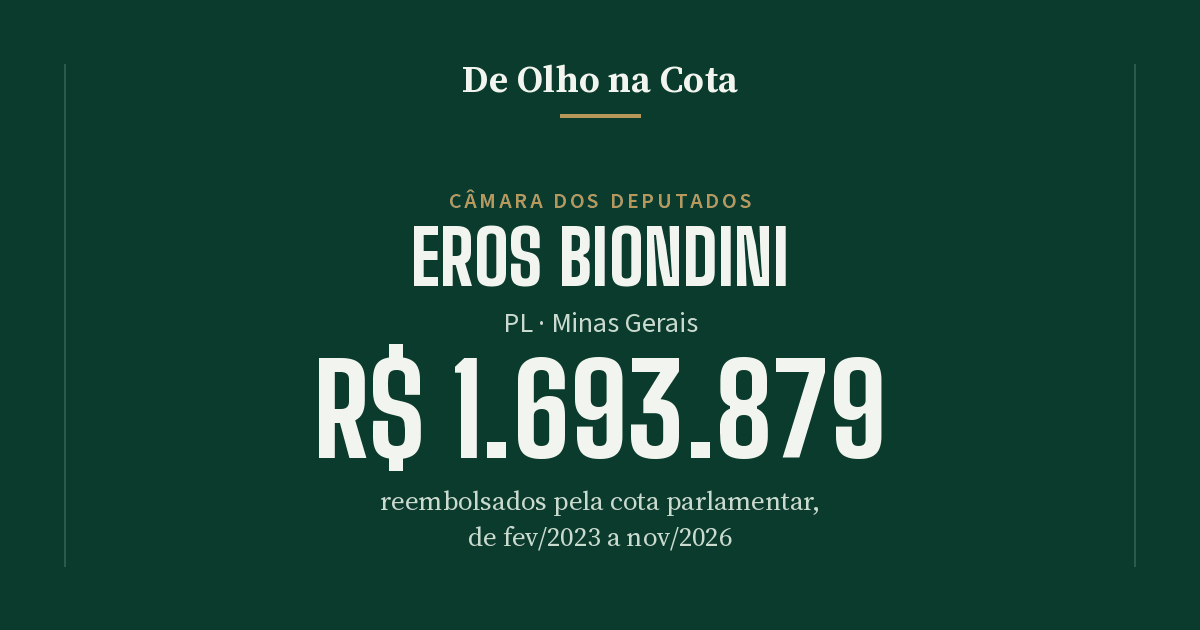 De Olho na Cota
CÂMARA DOS DEPUTADOS
EROS BIONDINI
PL · Minas Gerais
R$ 1.693.879
reembolsados pela cota parlamentar,
de fev/2023 a nov/2026